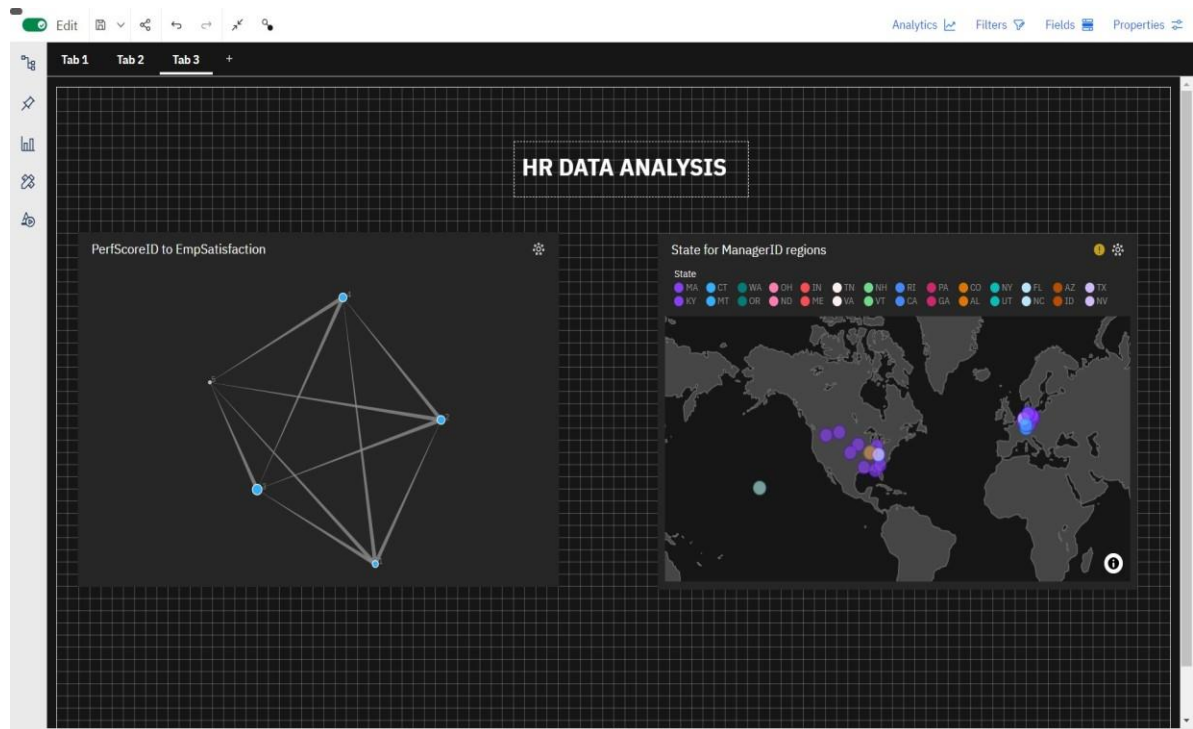 Edit
Analytics Filters Fields Properties
Tab 1 Tab 2 Tab 3 +
HR DATA ANALYSIS
PerfScoreID to EmpSatisfaction
4
2
State for ManagerID regions
State
MA CT WA OH IN TN NH RI PA CO NY FL AZ TX
KY MT OR ND ME VA VT CA GA AL UT NC ID NV